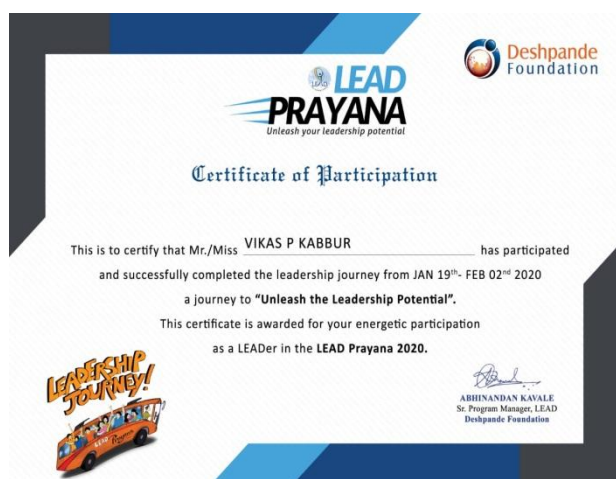 Deshpande
Foundation
LEAD
LEAD
PRAYANA
Unleash your leadership potential
Certificate of Participation
This is to certify that Mr./Miss VIKAS P KABBUR has participated
and successfully completed the leadership journey from JAN 19th- FEB 02nd 2020
a journey to “Unleash the Leadership Potential”.
This certificate is awarded for your energetic participation
as a LEADer in the LEAD Prayana 2020.
LEADERSHIP
JOURNEY!
LEAD Prayana
ABHINANDAN KAVALE
Sr. Program Manager, LEAD
Deshpande Foundation